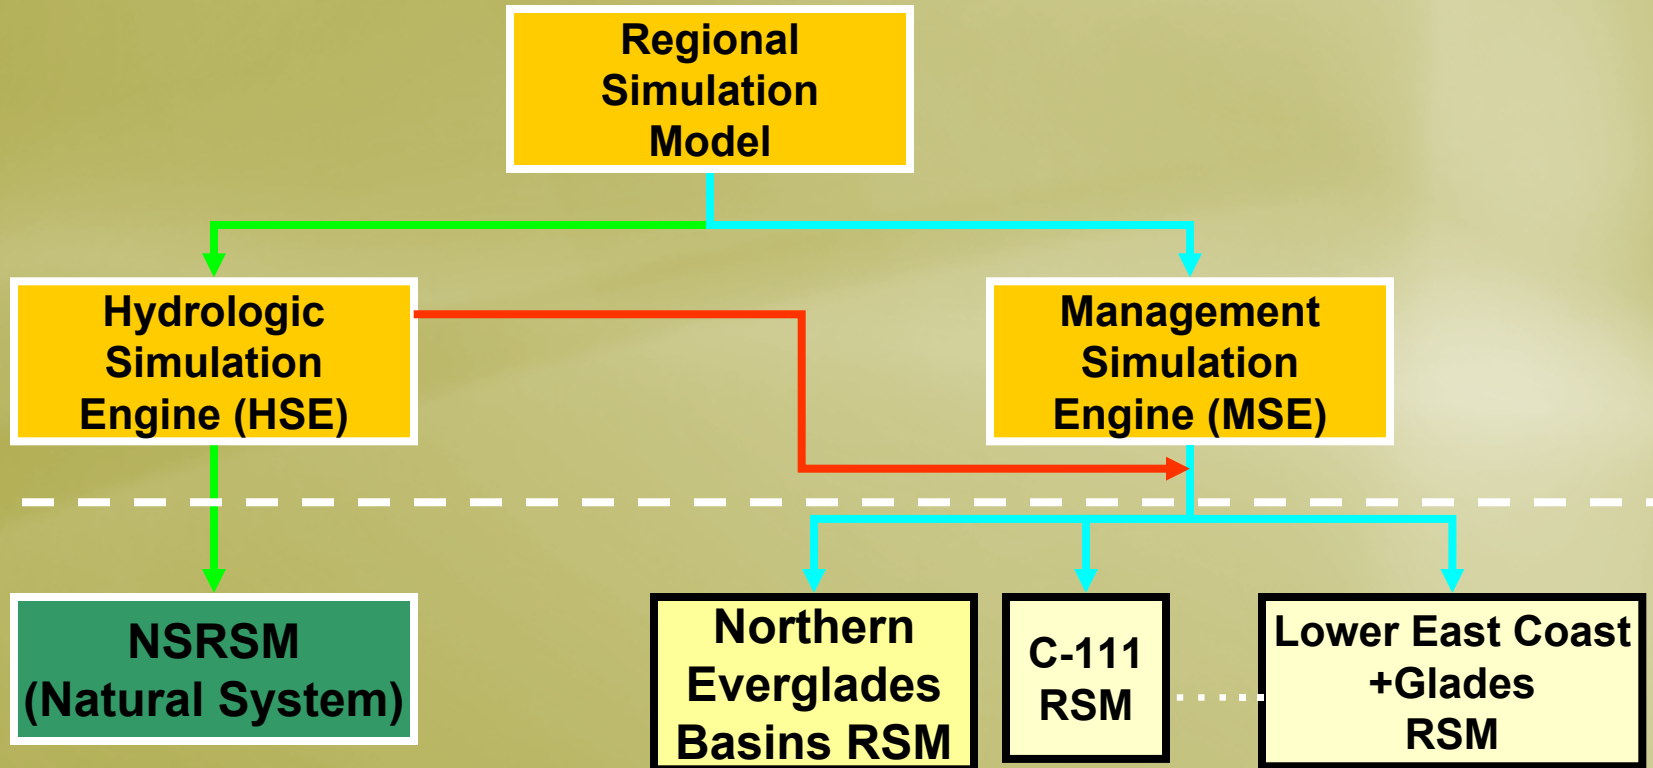 Regional
Simulation
Model
Hydrologic
Simulation
Engine (HSE)
Management
Simulation
Engine (MSE)
NSRSM
(Natural System)
Northern
Everglades
Basins RSM
C-111
RSM
Lower East Coast
+Glades
RSM